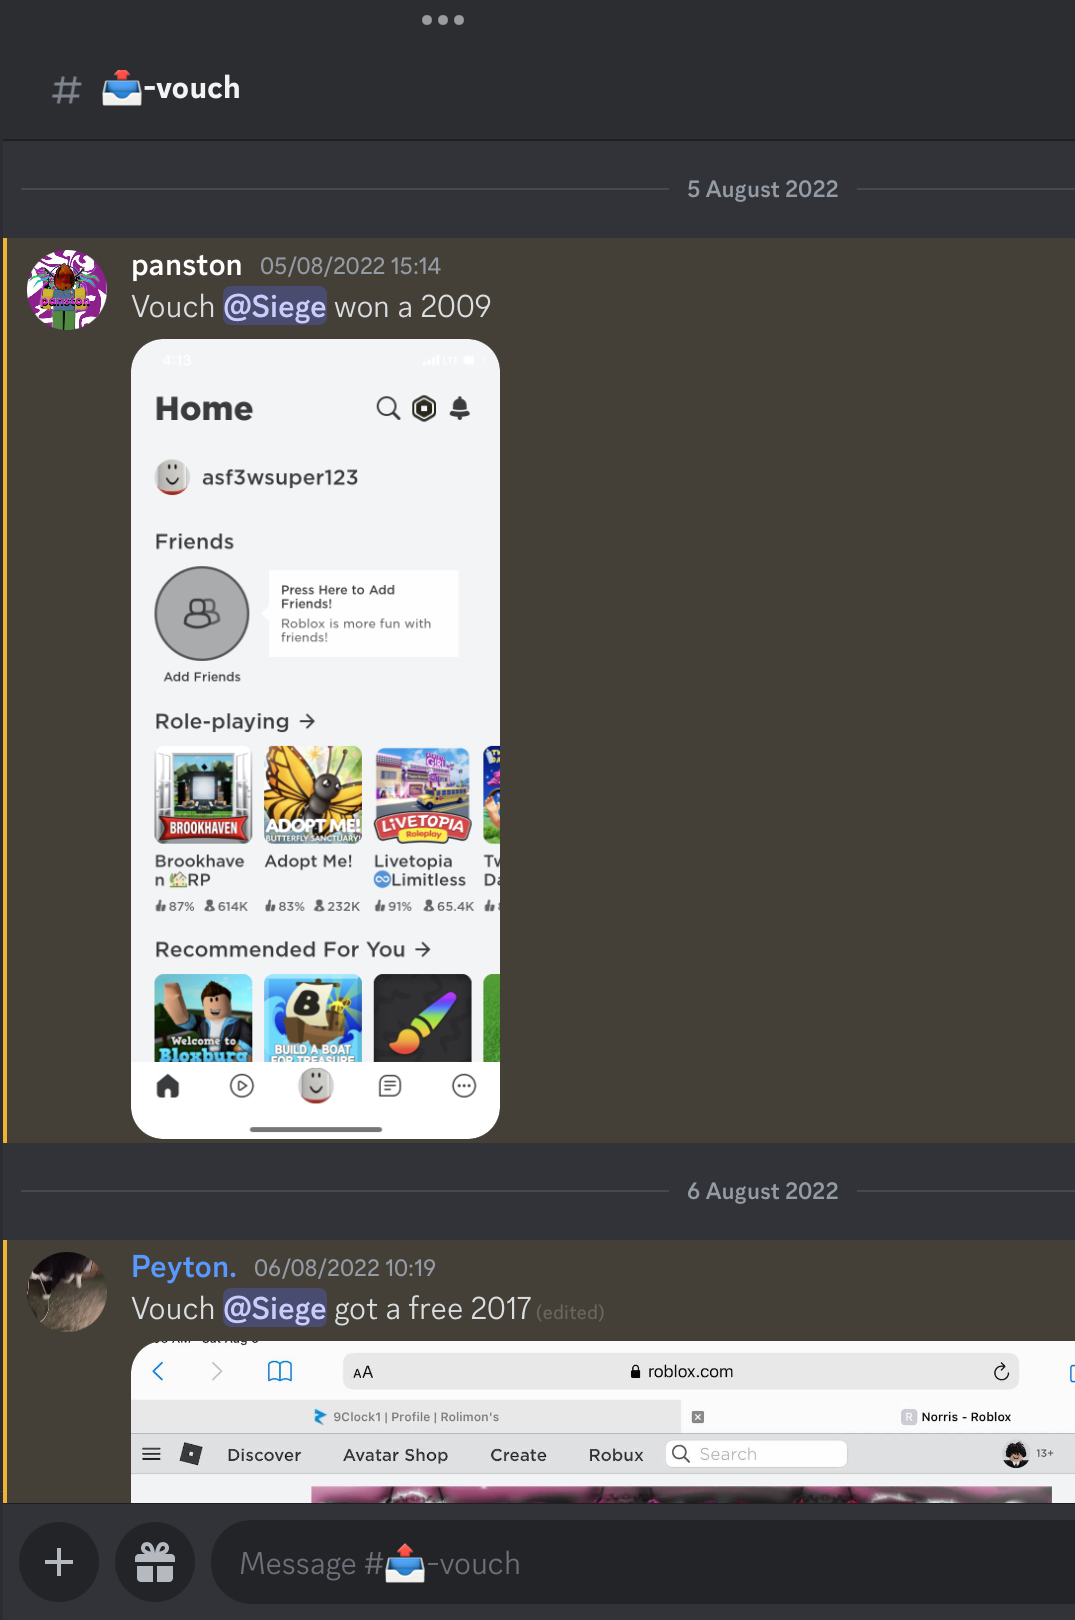 # 📤-vouch
5 August 2022
panston 05/08/2022 15:14
Vouch @Siege won a 2009
4:13 LTE
Home
asf3wsuper123
Friends
Press Here to Add
Friends!
Roblox is more fun with
friends!
Add Friends
Role-playing →
BROOKHAVEN
ADOPT ME!
BUTTERFLY SANCTUARY!
LIVETOPIA
Roleplay
Brookhave
n 🏡RP
Adopt Me!
Livetopia
♾Limitless
Tw
Da
87% 614K 83% 232K 91% 65.4K
Recommended For You →
Welcome to
Bloxburg
B
BUILD A BOAT
FOR TREASURE
6 August 2022
Peyton. 06/08/2022 10:19
Vouch @Siege got a free 2017 (edited)
AA roblox.com
9Clock1 | Profile | Rolimon's
R Norris - Roblox
Discover Avatar Shop Create Robux Search 13+
Message #📤-vouch